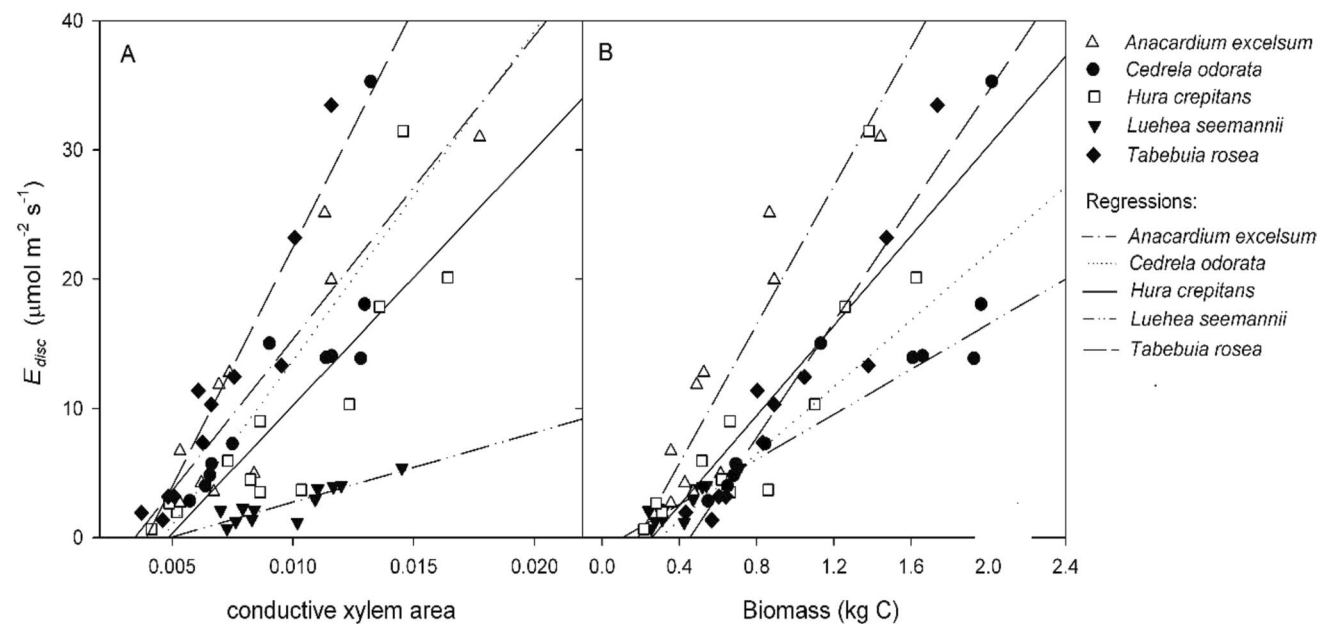 40
30
20
10
0
E_disc (µmol m⁻² s⁻¹)
A
0.005 0.010 0.015 0.020
conductive xylem area
B
0.0 0.4 0.8 1.2 1.6 2.0 2.4
Biomass (kg C)
Anacardium excelsum
Cedrela odorata
Hura crepitans
Luehea seemannii
Tabebuia rosea
Regressions:
Anacardium excelsum
Cedrela odorata
Hura crepitans
Luehea seemannii
Tabebuia rosea